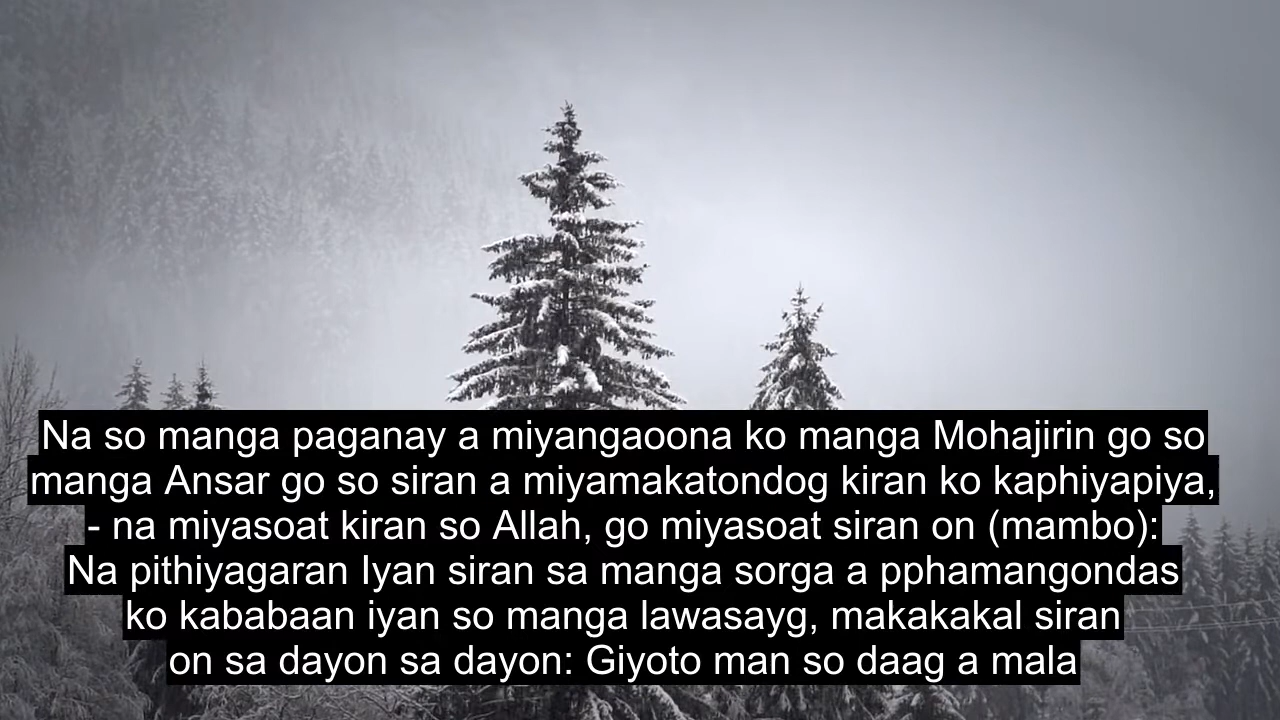 Na so manga paganay a miyangaoona ko manga Mohajirin go so
manga Ansar go so siran a miyamakatondog kiran ko kaphiyapiya,
- na miyasoat kiran so Allah, go miyasoat siran on (mambo):
Na pithiyagaran Iyan siran sa manga sorga a pphamangondas
ko kababaan iyan so manga lawasayg, makakakal siran
on sa dayon sa dayon: Giyoto man so daag a mala